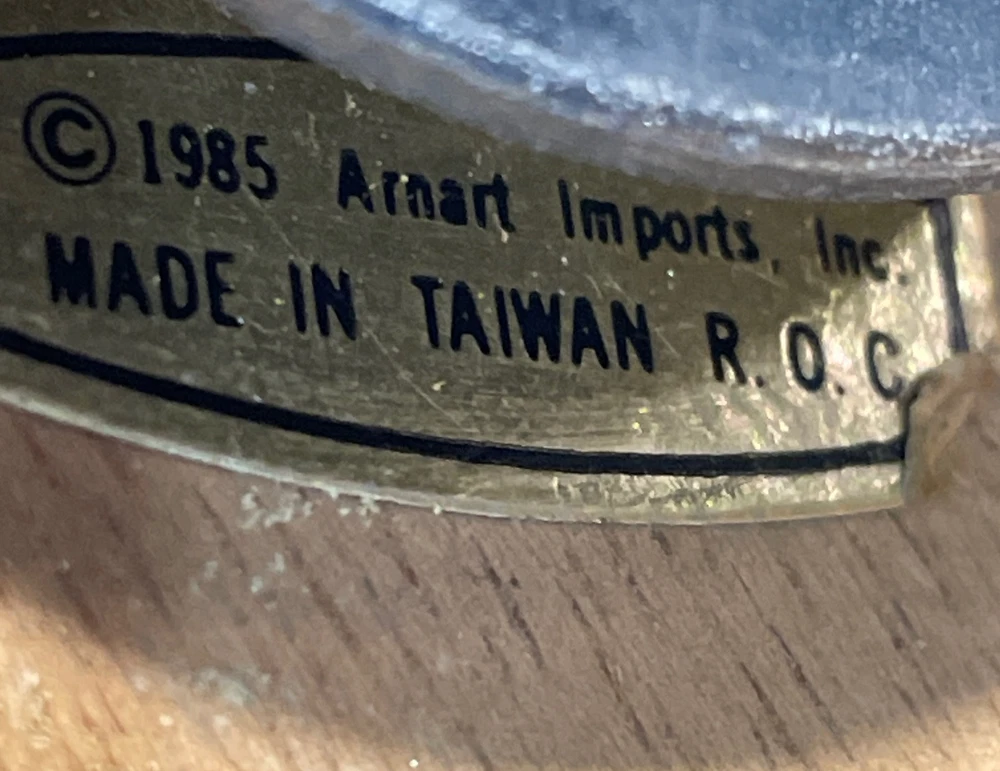 © 1985 Arnart Imports, Inc.
MADE IN TAIWAN R. O. C